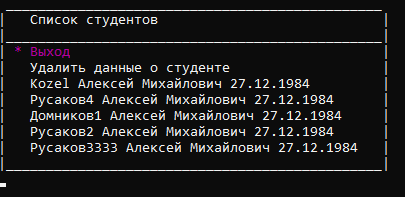 Список студентов
* Выход
Удалить данные о студенте
Kozel Алексей Михайлович 27.12.1984
Русаков4 Алексей Михайлович 27.12.1984
Домников1 Алексей Михайлович 27.12.1984
Русаков2 Алексей Михайлович 27.12.1984
Русаков3333 Алексей Михайлович 27.12.1984